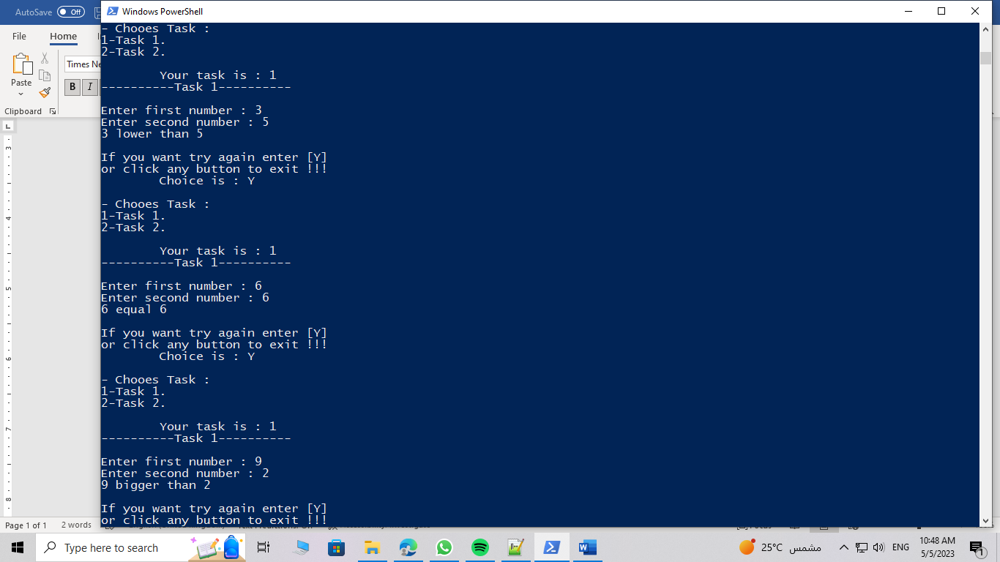 AutoSave Off
Windows PowerShell
File Home
Paste
Times Ne
B I
Clipboard
- Chooes Task :
1-Task 1.
2-Task 2.
Your task is : 1
----------Task 1----------
Enter first number : 3
Enter second number : 5
3 lower than 5
If you want try again enter [Y]
or click any button to exit !!!
Choice is : Y
- Chooes Task :
1-Task 1.
2-Task 2.
Your task is : 1
----------Task 1----------
Enter first number : 6
Enter second number : 6
6 equal 6
If you want try again enter [Y]
or click any button to exit !!!
Choice is : Y
- Chooes Task :
1-Task 1.
2-Task 2.
Your task is : 1
----------Task 1----------
Enter first number : 9
Enter second number : 2
9 bigger than 2
If you want try again enter [Y]
or click any button to exit !!!
3
4
5
6
7
8
Page 1 of 1 2 words
Type here to search
25°C مشمس ENG
10:48 AM
5/5/2023
1